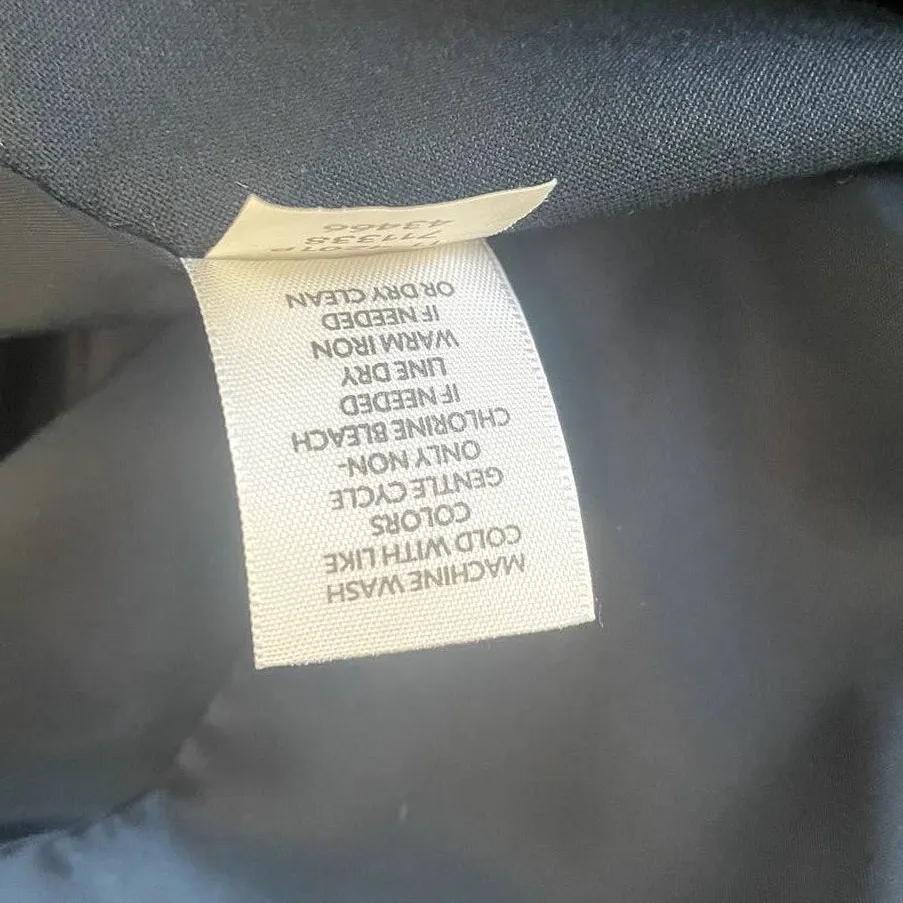 MACHINE WASH
COLD WITH LIKE
COLORS
GENTLE CYCLE
ONLY NON-
CHLORINE BLEACH
IF NEEDED
LINE DRY
WARM IRON
IF NEEDED
OR DRY CLEAN
43466